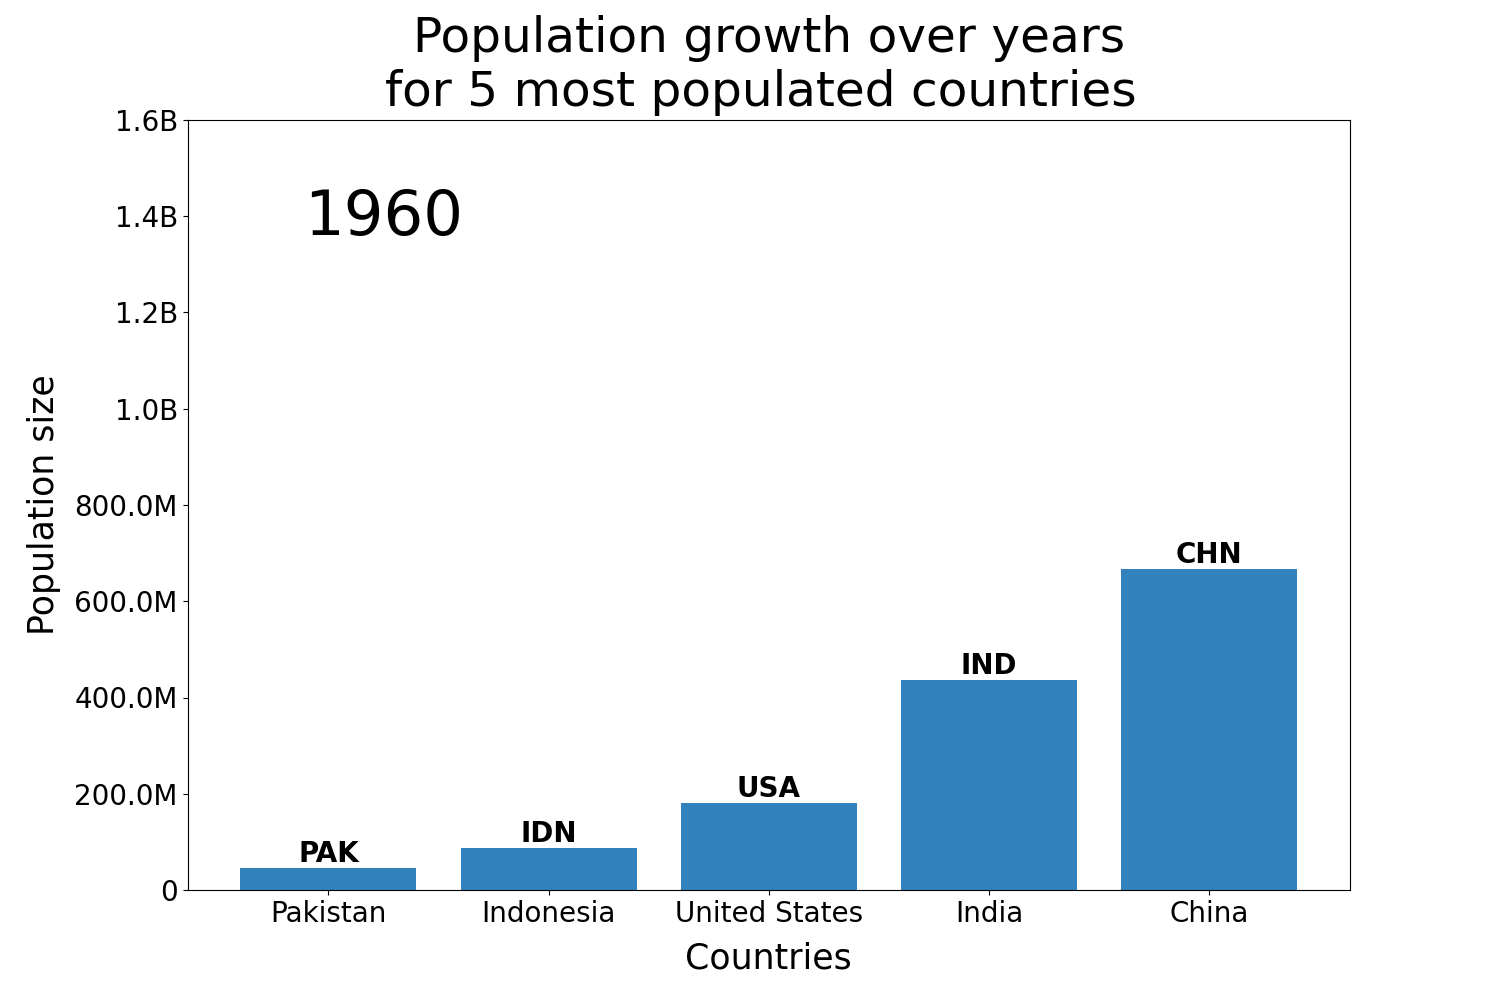 Population growth over years
for 5 most populated countries
1.6B
1960
1.4B
1.2B
1.0B
800.0M
600.0M
400.0M
200.0M
0
Population size
PAK
IDN
USA
IND
CHN
Pakistan
Indonesia
United States
India
China
Countries